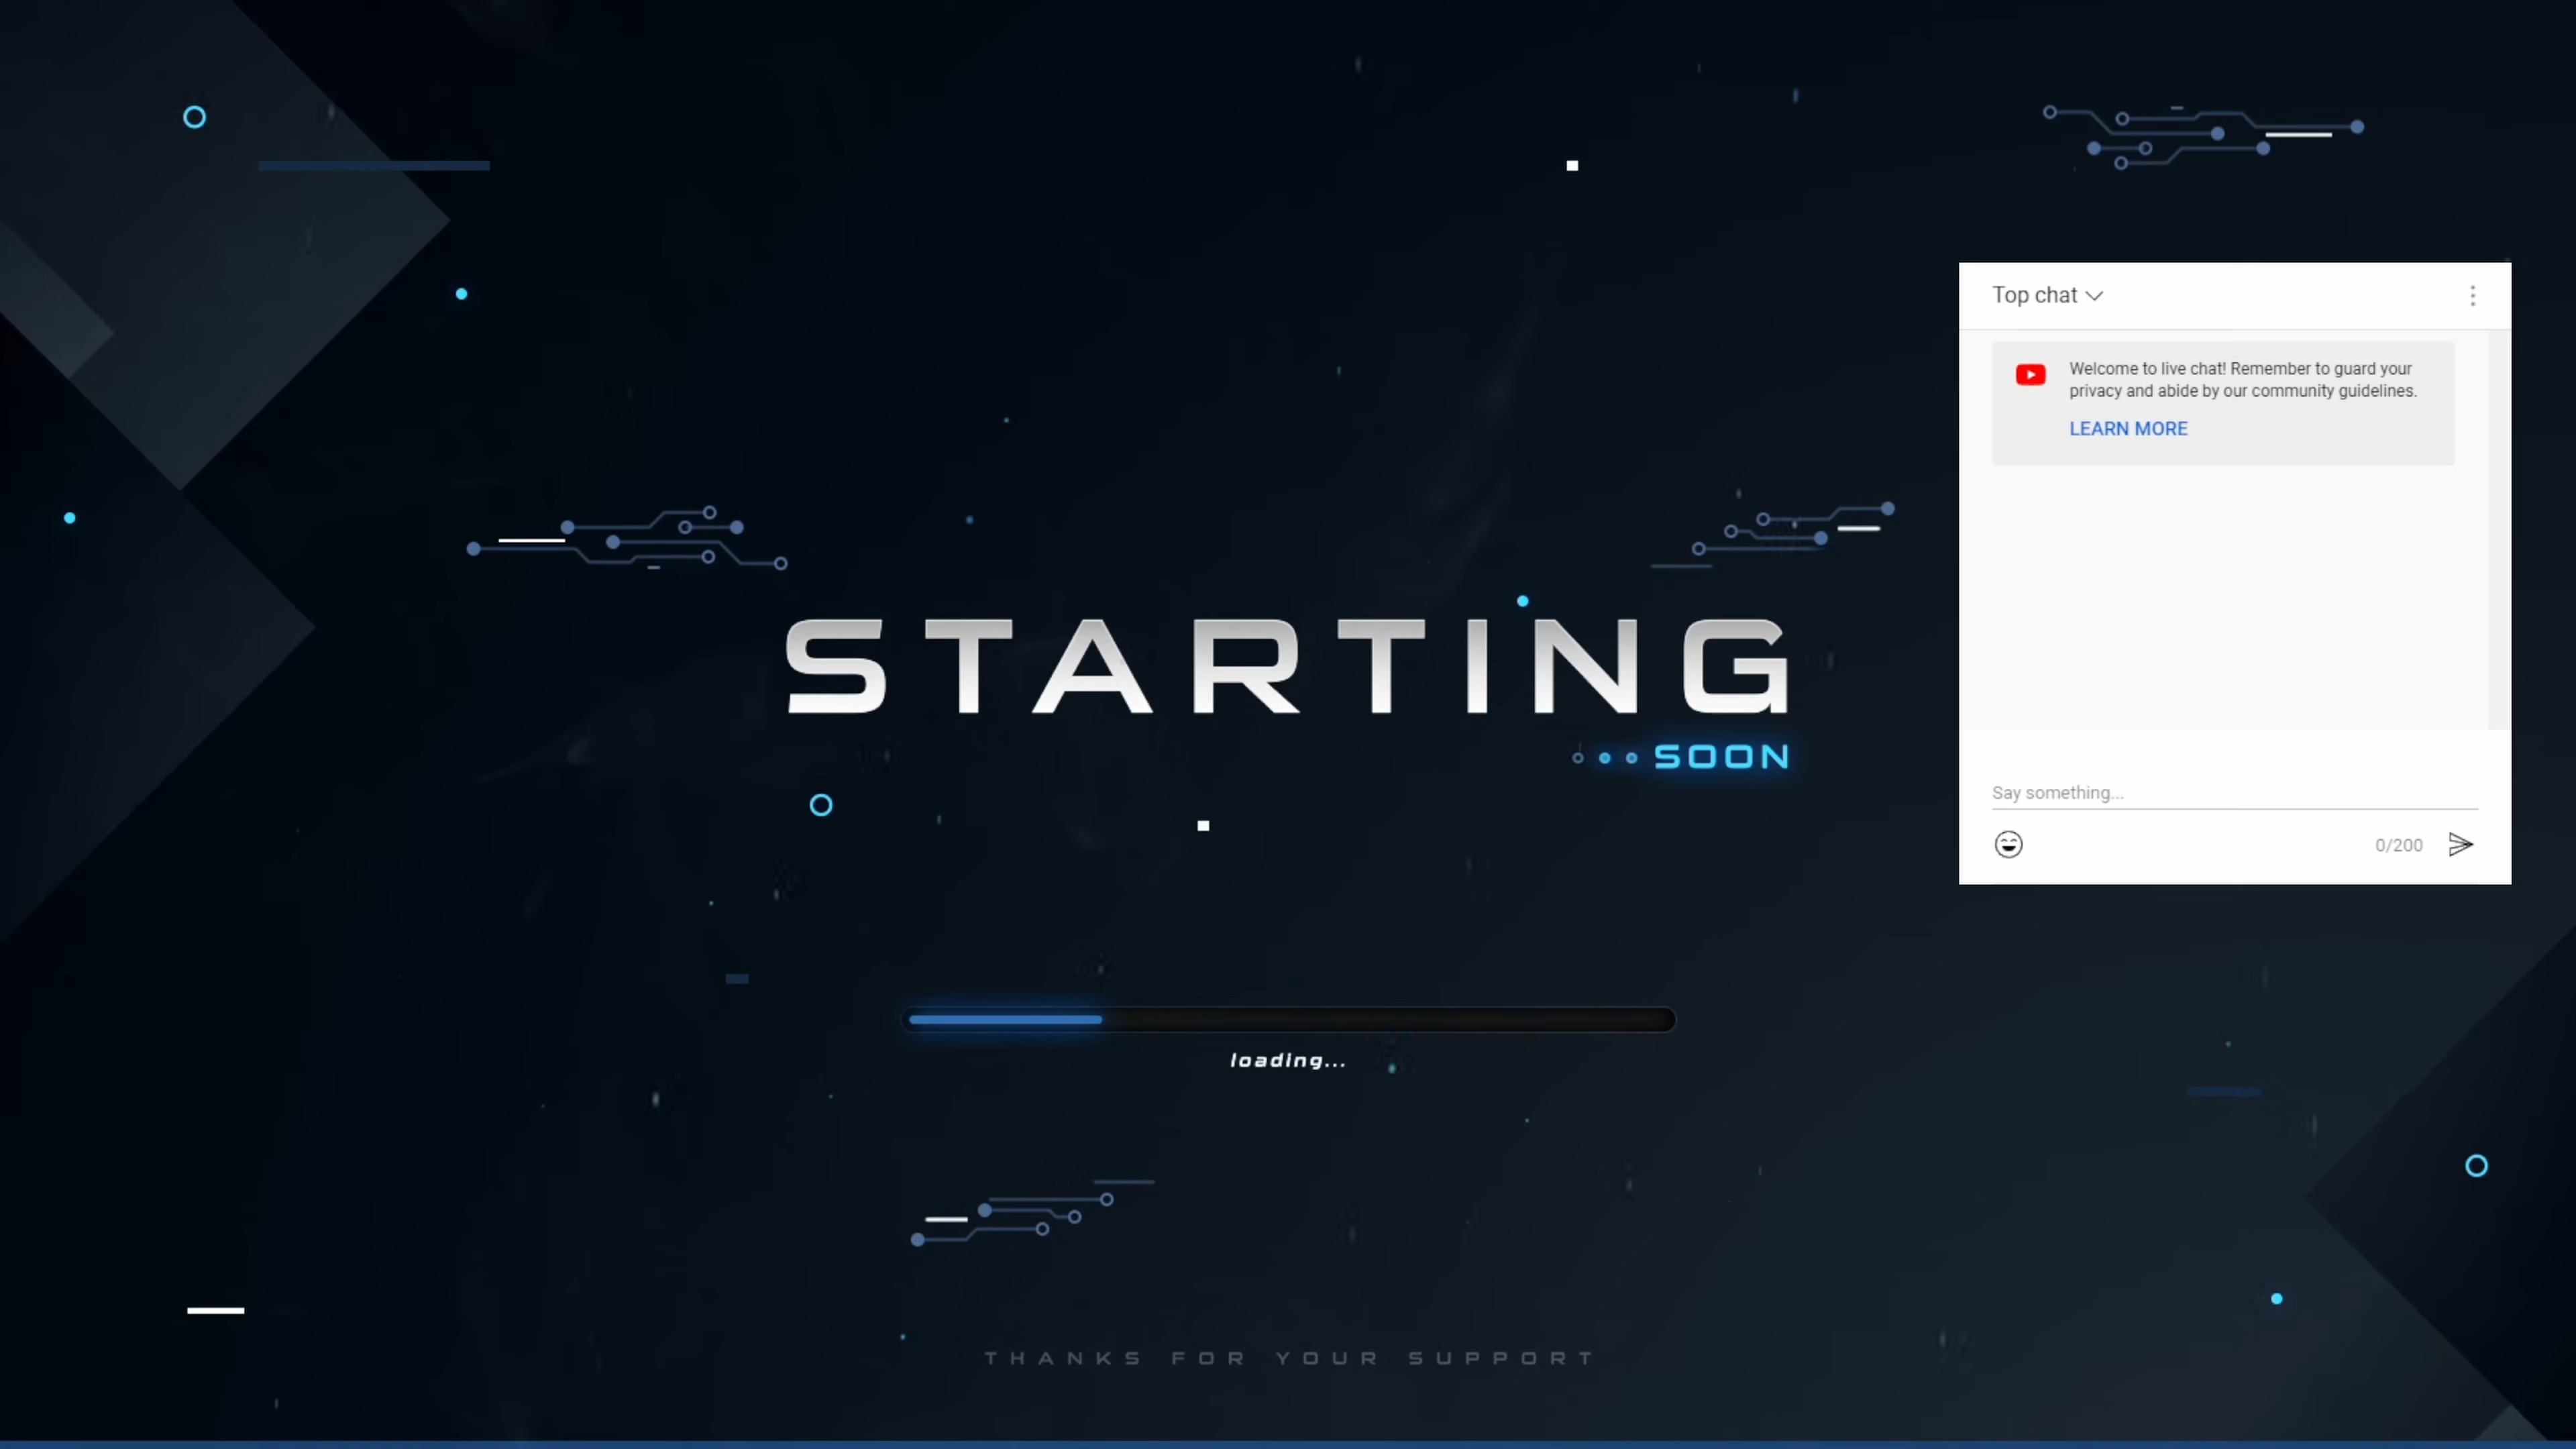 STARTING
SOON
loading...
THANKS FOR YOUR SUPPORT
Top chat
Welcome to live chat! Remember to guard your
privacy and abide by our community guidelines.
LEARN MORE
Say something...
0/200